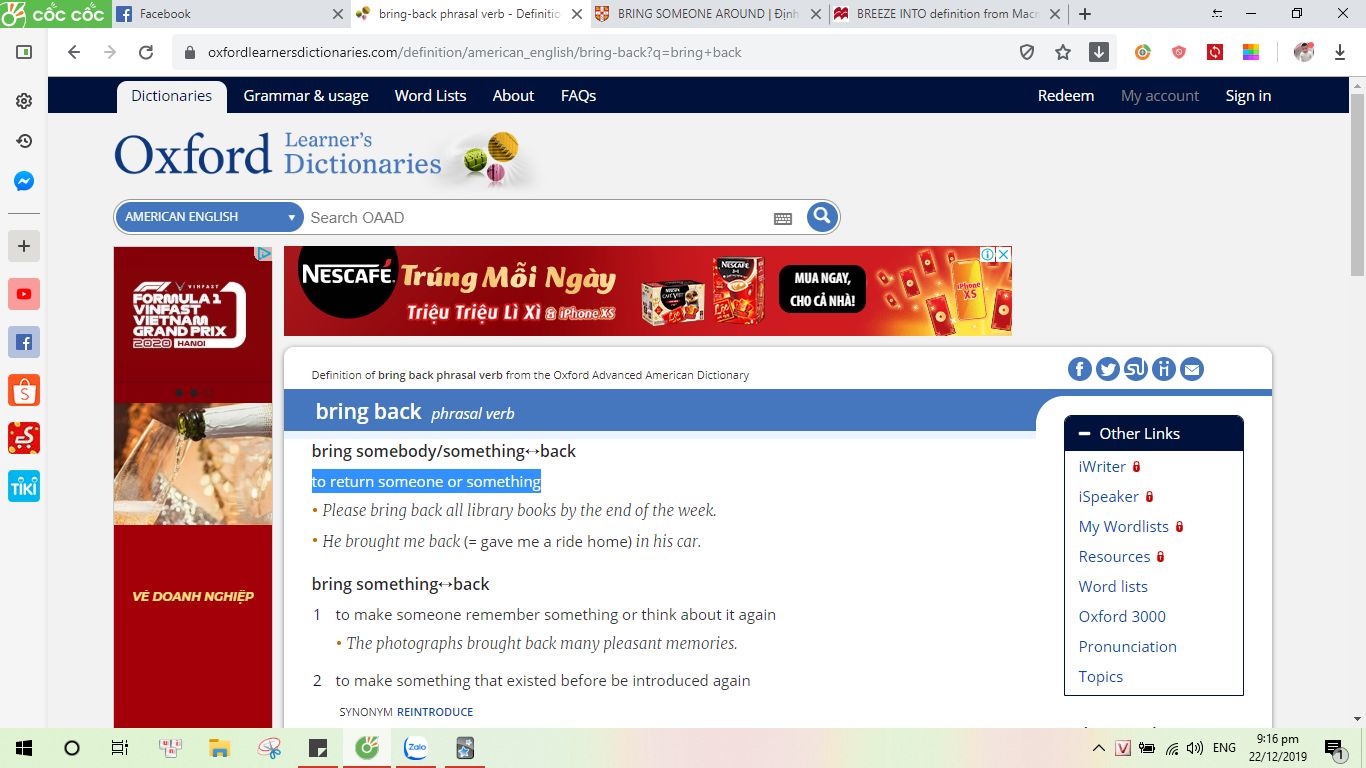 cốc cốc
Facebook
bring-back phrasal verb - Definitio
BRING SOMEONE AROUND | Định
BREEZE INTO definition from Macm
oxfordlearnersdictionaries.com/definition/american_english/bring-back?q=bring+back
Dictionaries Grammar & usage Word Lists About FAQs Redeem My account Sign in
Oxford Learner's Dictionaries
AMERICAN ENGLISH Search OAAD
VINFAST
FORMULA 1
VINFAST
VIETNAM
GRAND PRIX
2020 HANOI
VÉ DOANH NGHIỆP
NESCAFÉ
Trúng Mỗi Ngày
Triệu Triệu Lì Xì & iPhone XS
MUA NGAY,
CHO CẢ NHÀ!
iPhone
XS
Definition of bring back phrasal verb from the Oxford Advanced American Dictionary
bring back phrasal verb
bring somebody/something↔back
to return someone or something
• Please bring back all library books by the end of the week.
• He brought me back (= gave me a ride home) in his car.
bring something↔back
1 to make someone remember something or think about it again
• The photographs brought back many pleasant memories.
2 to make something that existed before be introduced again
SYNONYM REINTRODUCE
Other Links
iWriter
iSpeaker
My Wordlists
Resources
Word lists
Oxford 3000
Pronunciation
Topics
TIKI
Zalo
ENG
9:16 pm
22/12/2019
1